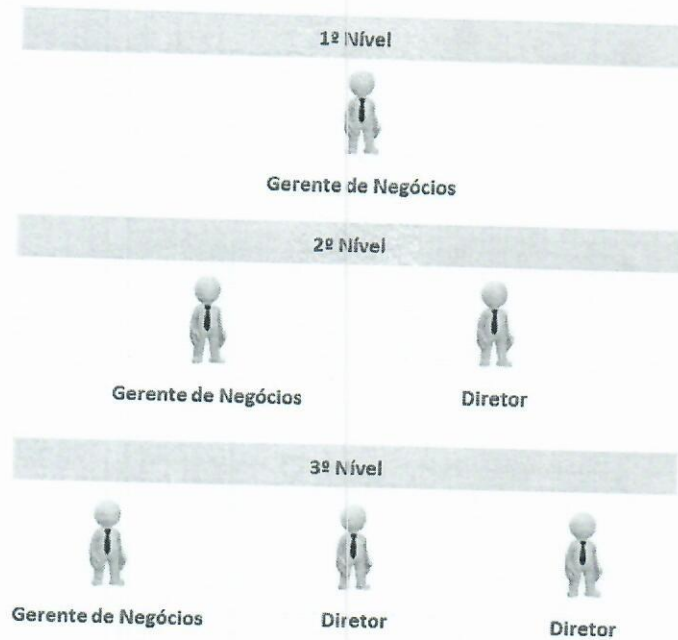 1º Nível
Gerente de Negócios
2º Nível
Gerente de Negócios Diretor
3º Nível
Gerente de Negócios Diretor Diretor